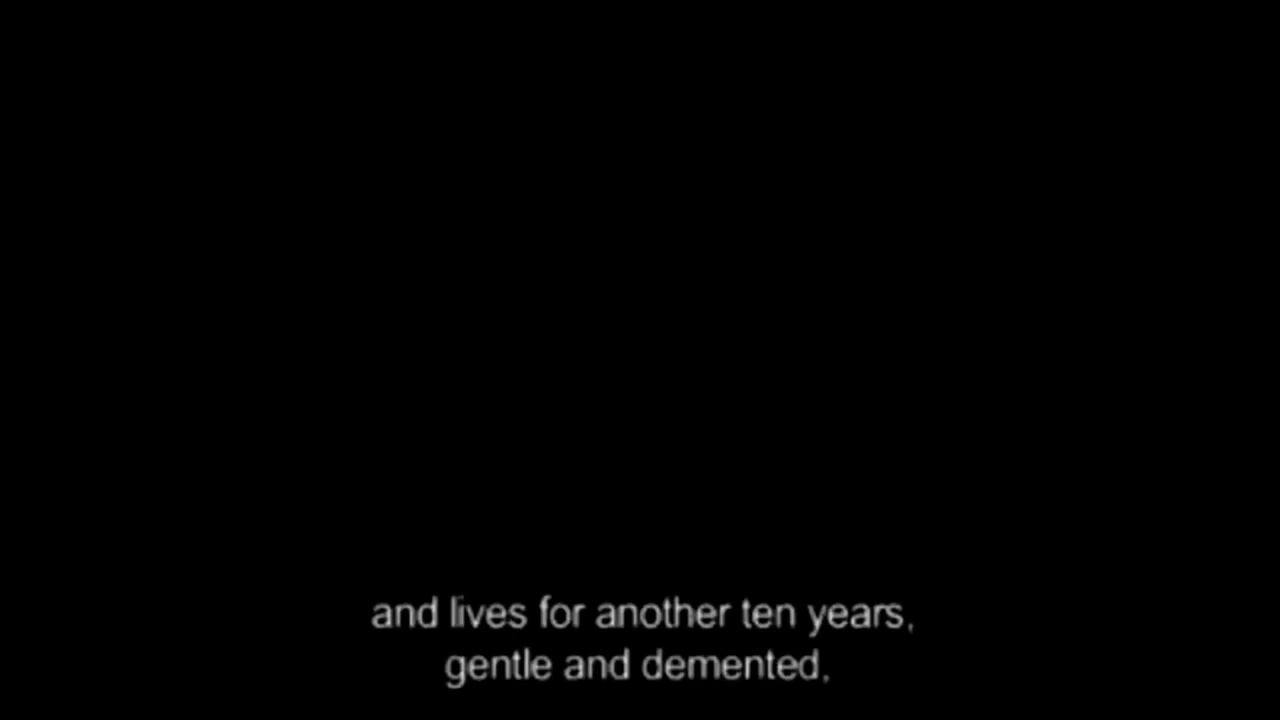 and lives for another ten years,
gentle and demented,